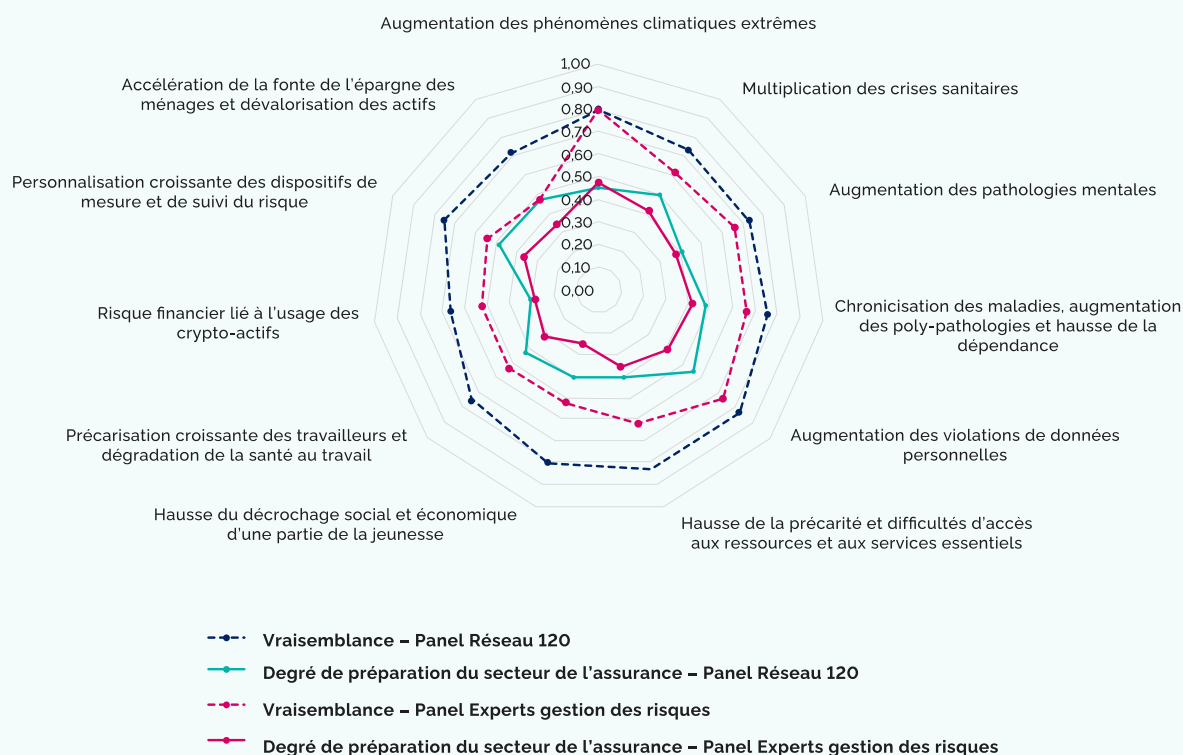 Augmentation des phénomènes climatiques extrêmes
Accélération de la fonte de l'épargne des
ménages et dévalorisation des actifs
Multiplication des crises sanitaires
Personnalisation croissante des dispositifs de
mesure et de suivi du risque
Augmentation des pathologies mentales
1,00
0,90
0,80
0,70
0,60
0,50
0,40
0,30
0,20
0,10
0,00
Risque financier lié à l'usage des
crypto-actifs
Chronicisation des maladies, augmentation
des poly-pathologies et hausse de la
dépendance
Précarisation croissante des travailleurs et
dégradation de la santé au travail
Augmentation des violations de données
personnelles
Hausse du décrochage social et économique
d'une partie de la jeunesse
Hausse de la précarité et difficultés d'accès
aux ressources et aux services essentiels
Vraisemblance – Panel Réseau 120
Degré de préparation du secteur de l'assurance – Panel Réseau 120
Vraisemblance – Panel Experts gestion des risques
Degré de préparation du secteur de l'assurance – Panel Experts gestion des risques